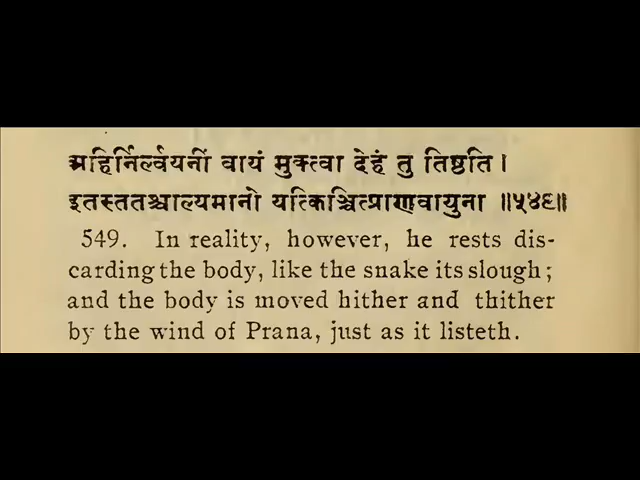 अहिर्निर्ल्वयनीं वायं मुक्त्वा देहं तु तिष्ठति।
इतस्ततश्चाल्यमानो यत्किञ्चित्प्राणवायुना ॥५४९॥
549. In reality, however, he rests dis-
carding the body, like the snake its slough;
and the body is moved hither and thither
by the wind of Prana, just as it listeth.